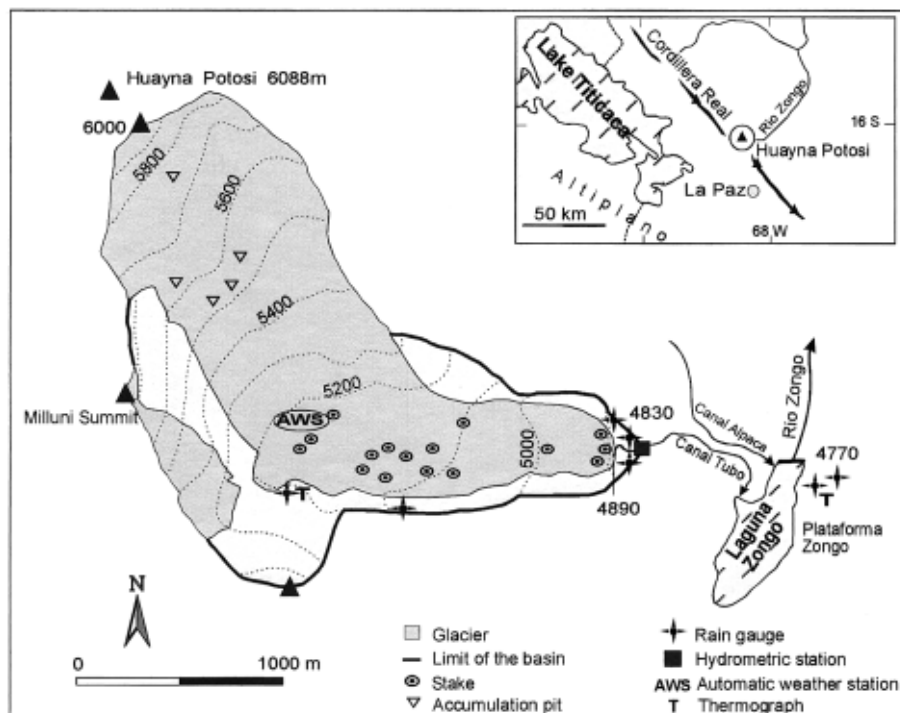 Huayna Potosi 6088m
6000
5800
5600
5400
5200
5000
AWS
Milluni Summit
T
4830
4890
Canal Alpaca
Canal Tubo
Rio Zongo
4770
T
Laguna
Zongo
Plataforma
Zongo
Lake Titidaca
Cordillera Real
Rio Zongo
16 S
Huayna Potosi
La Paz
Altiplano
50 km
68 W
N
0 1000 m
Glacier
Limit of the basin
Stake
Accumulation pit
Rain gauge
Hydrometric station
AWS Automatic weather station
T Thermograph